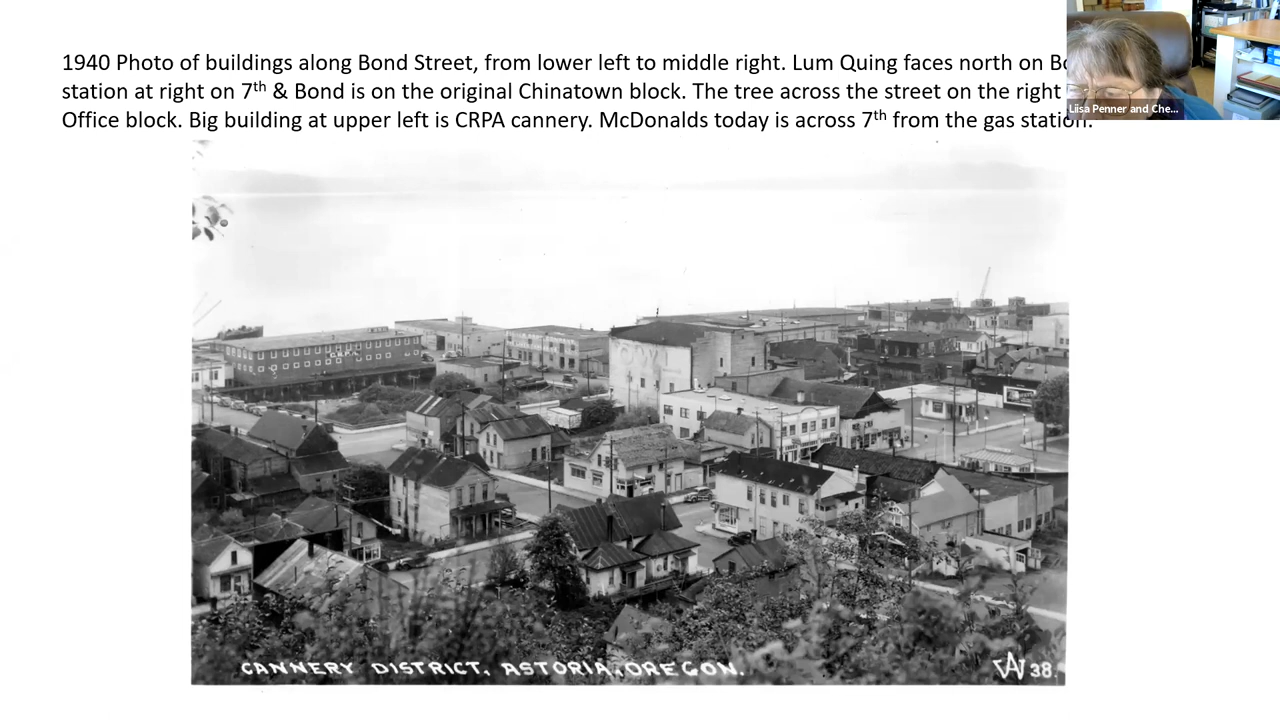 1940 Photo of buildings along Bond Street, from lower left to middle right. Lum Quing faces north on
station at right on 7th & Bond is on the original Chinatown block. The tree across the street on the right
Office block. Big building at upper left is CRPA cannery. McDonalds today is across 7th from the gas station.
Liisa Penner and Che...
C.R.P.A.
CANNERY DISTRICT, ASTORIA, OREGON.
38.